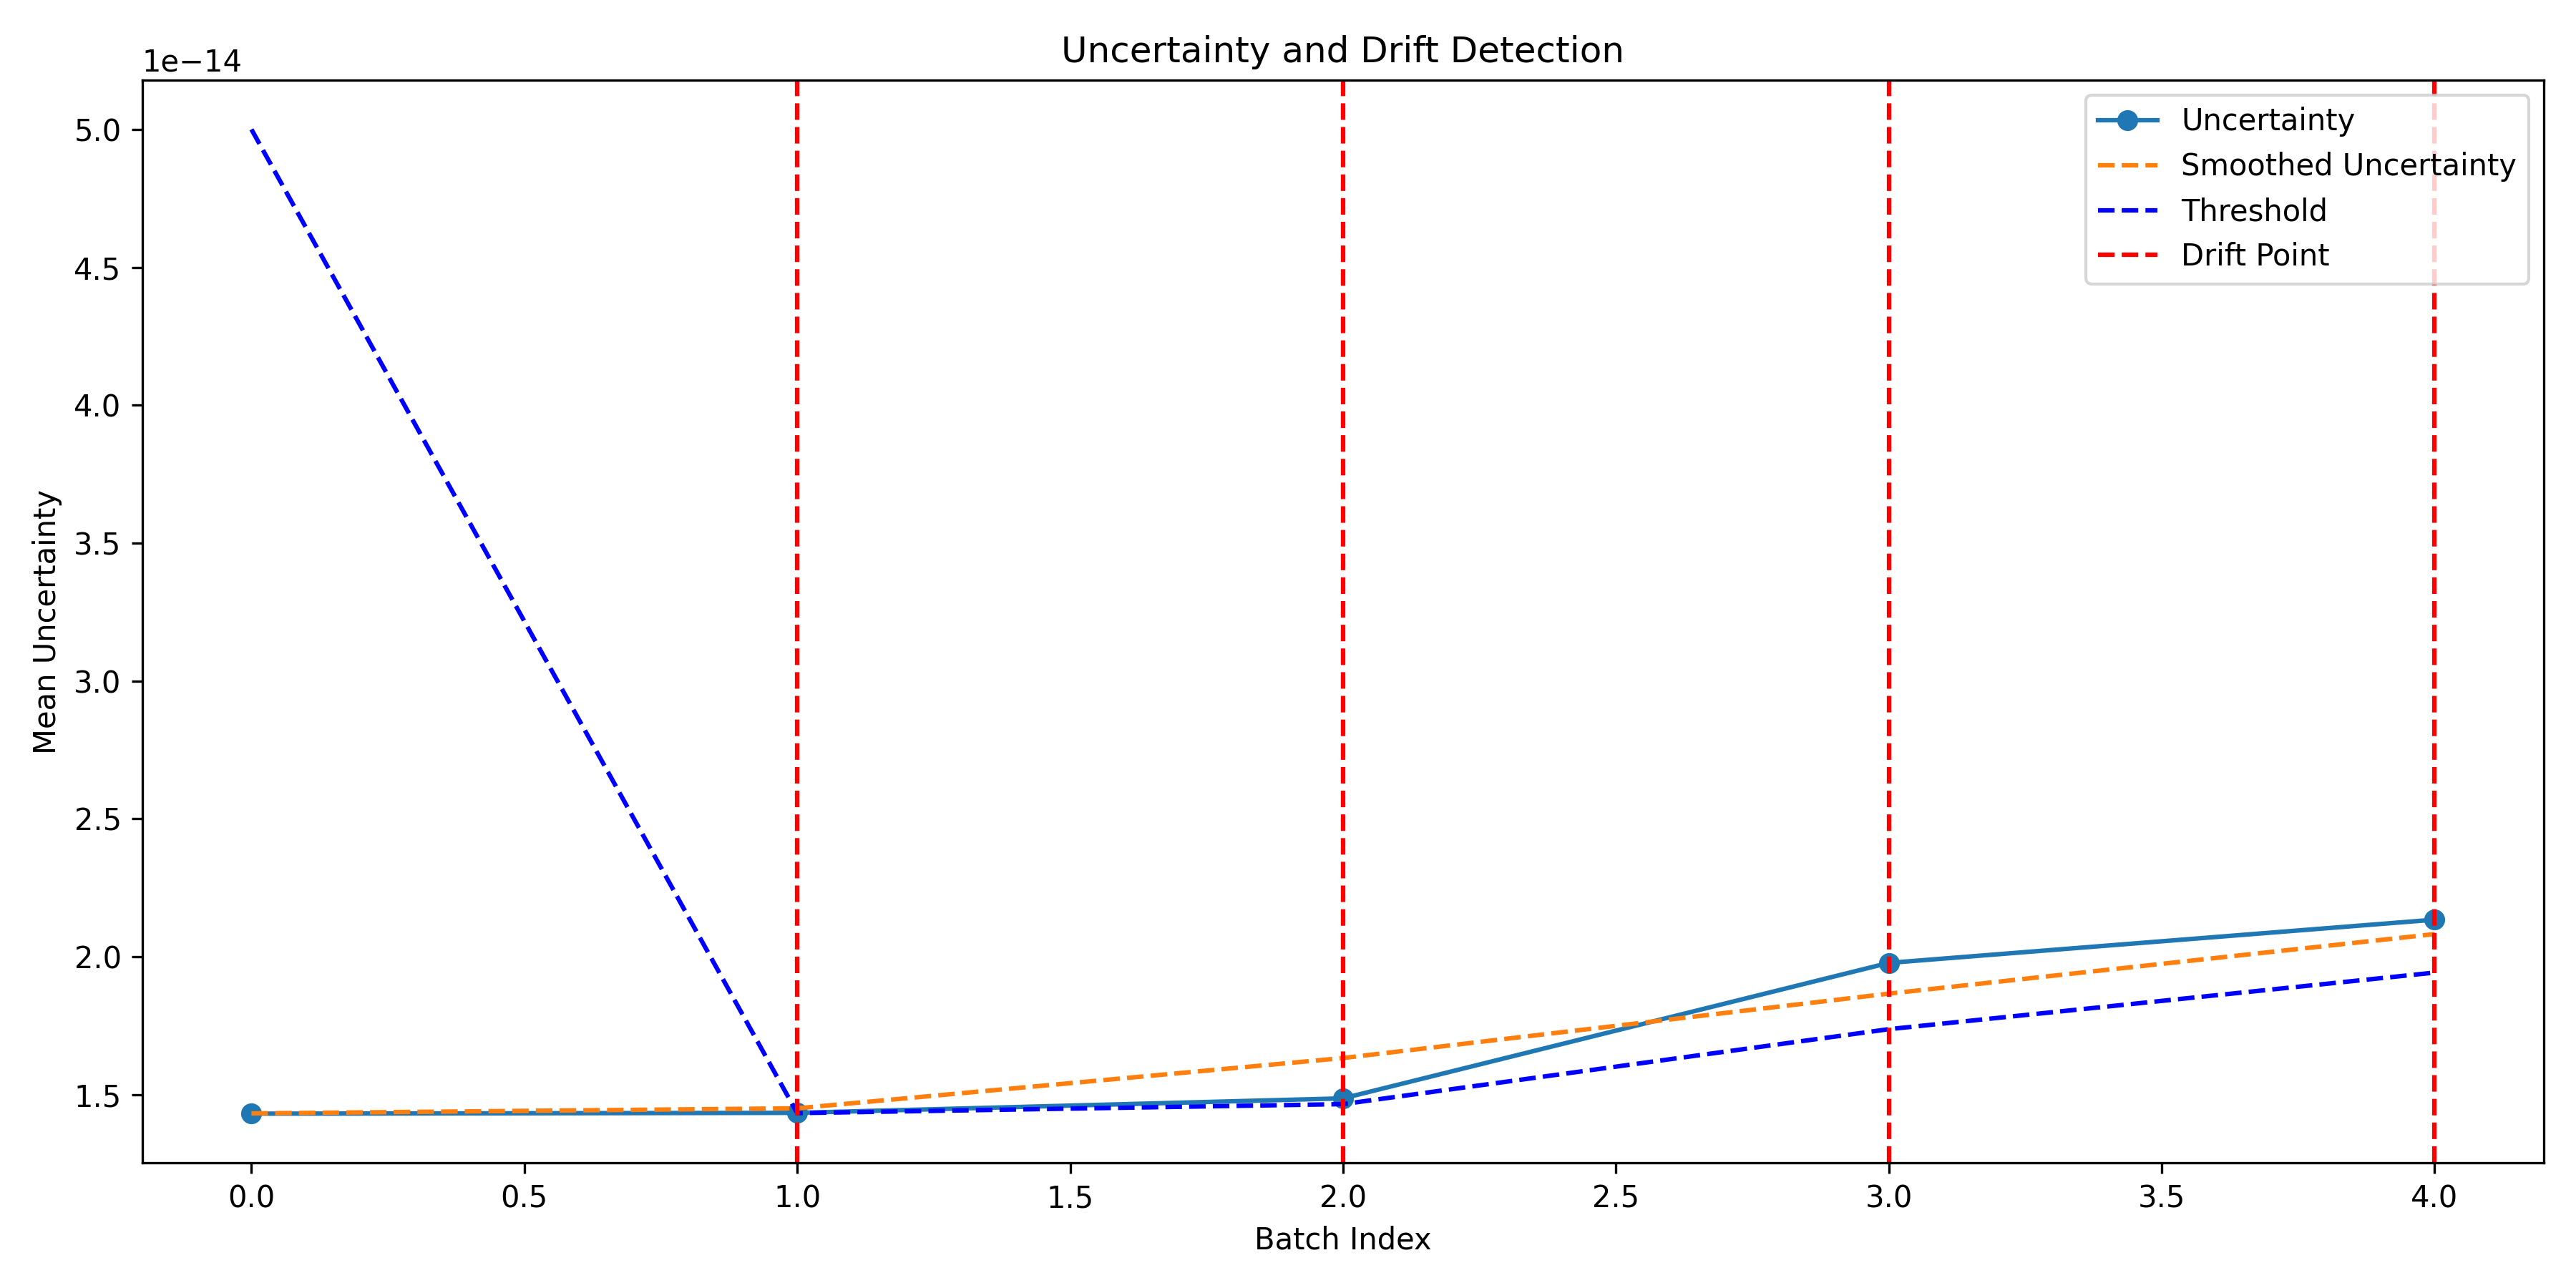 Uncertainty and Drift Detection
1e−14
5.0
4.5
4.0
3.5
3.0
2.5
2.0
1.5
Mean Uncertainty
Uncertainty
Smoothed Uncertainty
Threshold
Drift Point
0.0 0.5 1.0 1.5 2.0 2.5 3.0 3.5 4.0
Batch Index